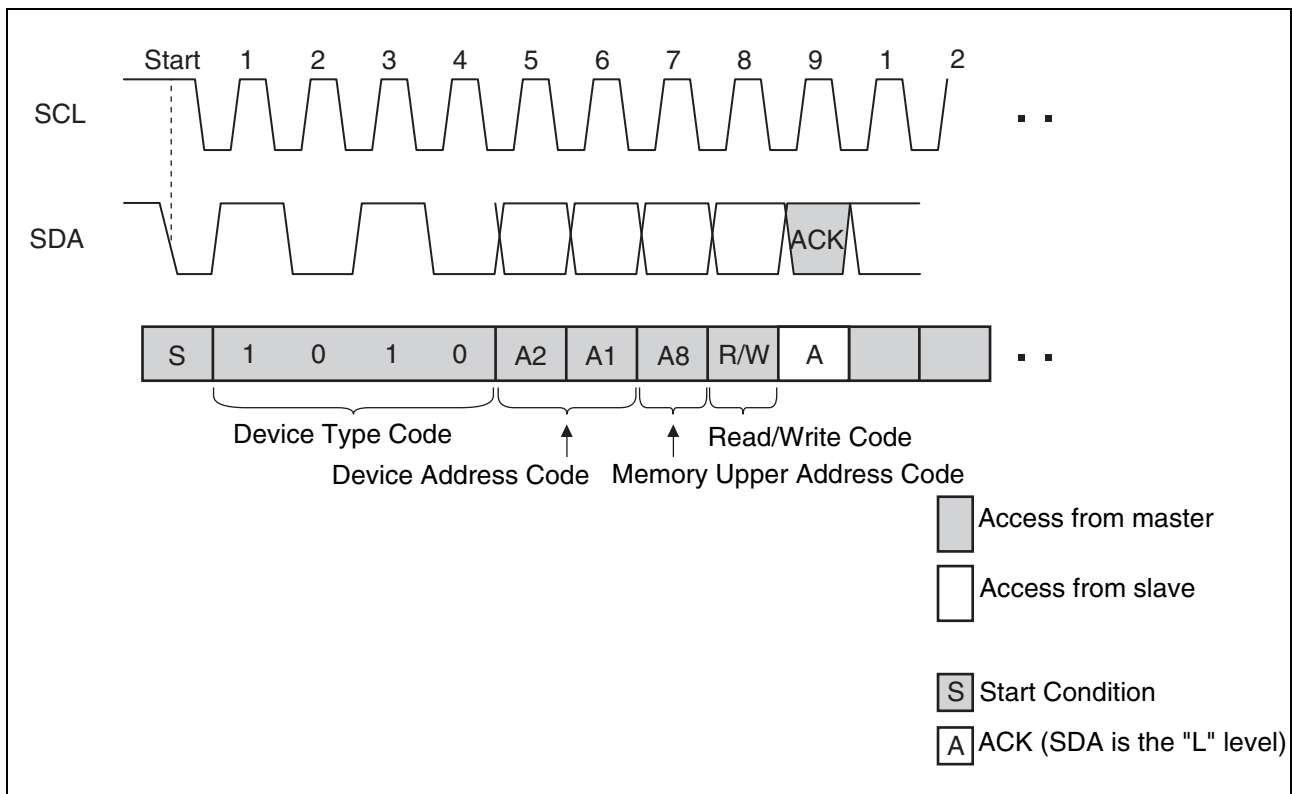 Start 1 2 3 4 5 6 7 8 9 1 2
SCL
. .
SDA
ACK
S 1 0 1 0 A2 A1 A8 R/W A
. .
Device Type Code
Read/Write Code
Device Address Code
Memory Upper Address Code
Access from master
Access from slave
S Start Condition
A ACK (SDA is the "L" level)